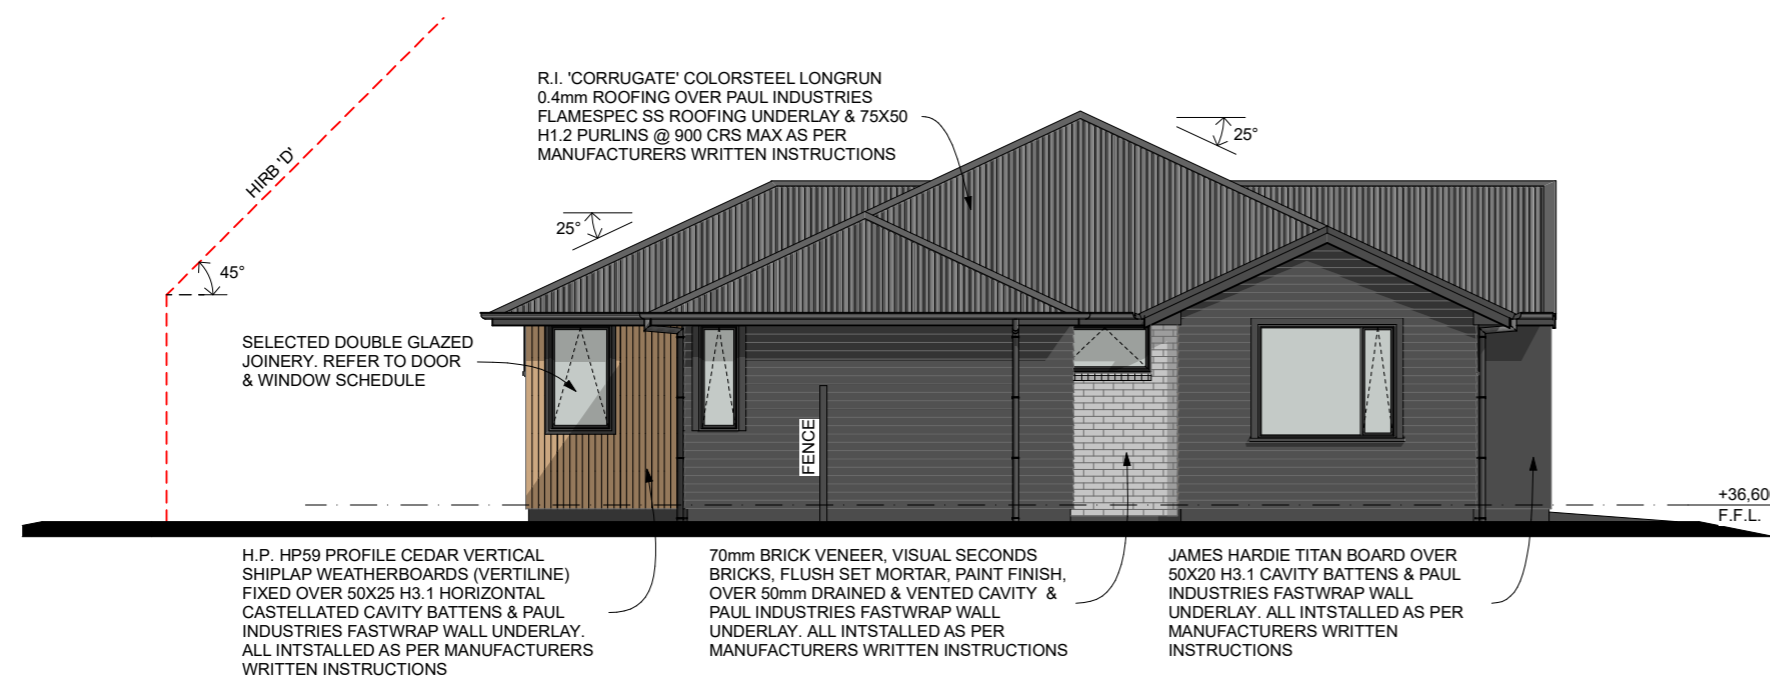 R.I. 'CORRUGATE' COLORSTEEL LONGRUN
0.4mm ROOFING OVER PAUL INDUSTRIES
FLAMESPEC SS ROOFING UNDERLAY & 75X50
H1.2 PURLINS @ 900 CRS MAX AS PER
MANUFACTURERS WRITTEN INSTRUCTIONS
25°
HIRB 'D'
25°
45°
SELECTED DOUBLE GLAZED
JOINERY. REFER TO DOOR
& WINDOW SCHEDULE
FENCE
+36,60
F.F.L.
H.P. HP59 PROFILE CEDAR VERTICAL
SHIPLAP WEATHERBOARDS (VERTILINE)
FIXED OVER 50X25 H3.1 HORIZONTAL
CASTELLATED CAVITY BATTENS & PAUL
INDUSTRIES FASTWRAP WALL UNDERLAY.
ALL INTSTALLED AS PER MANUFACTURERS
WRITTEN INSTRUCTIONS
70mm BRICK VENEER, VISUAL SECONDS
BRICKS, FLUSH SET MORTAR, PAINT FINISH,
OVER 50mm DRAINED & VENTED CAVITY &
PAUL INDUSTRIES FASTWRAP WALL
UNDERLAY. ALL INTSTALLED AS PER
MANUFACTURERS WRITTEN INSTRUCTIONS
JAMES HARDIE TITAN BOARD OVER
50X20 H3.1 CAVITY BATTENS & PAUL
INDUSTRIES FASTWRAP WALL
UNDERLAY. ALL INTSTALLED AS PER
MANUFACTURERS WRITTEN
INSTRUCTIONS